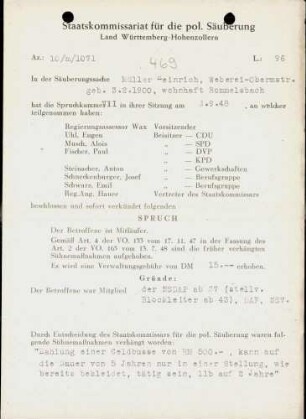 Staatskommissariat für die pol. Säuberung
Land Württemberg-Hohenzollern
Az.: 10/m/1071 L: 96
469
In der Säuberungssache Müller Heinrich, Weberei-Obermstr.
geb. 3.2.1900, wohnhaft Rommelsbach
hat die Spruchkammer VII in ihrer Sitzung am 1.9.48 , an welcher
teilgenommen haben:
Regierungsassessor Wax Vorsitzender
Uhl, Eugen Beisitzer — CDU
Musch, Alois „ — SPD
Fischer, Paul „ — DVP
„ — KPD
Steinacher, Anton „ — Gewerkschaften
Schneckenburger, Josef „ — Berufsgruppe
Schwarz, Emil „ — Berufsgruppe
Reg.Ang. Hauer Vertreter des Staatskommissars
beschlossen und sofort verkündet folgenden
SPRUCH
Der Betroffene ist Mitläufer.
Gemäß Art. 4 der VO. 133 vom 17. 11. 47 in der Fassung des
Art. 2 der VO. 165 vom 13. 7. 48 sind die früher verhängten
Sühnemaßnahmen aufgehoben.
Es wird eine Verwaltungsgebühr von DM 15.-- erhoben.
Gründe:
Der Betroffene war Mitglied der NSDAP ab 37 (stellv.
Blockleiter ab 42), DAF, NSV.
Durch Entscheidung des Staatskommissars für die pol. Säuberung waren folgende
Sühnemaßnahmen verhängt worden:
"Zahlung einer Geldbusse von RM 500.- , kann auf
die Dauer von 5 Jahren nur in einer Stellung, wie
bereits bekleidet, tätig sein, llb auf 5 Jahre"